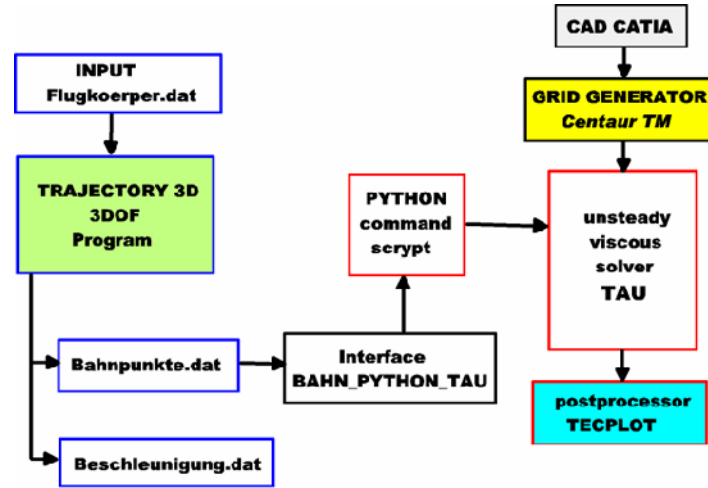 CAD CATIA
INPUT
Flugkoerper.dat
GRID GENERATOR
Centaur TM
TRAJECTORY 3D
3DOF
Program
PYTHON
command
scrypt
unsteady
viscous
solver
TAU
Bahnpunkte.dat
Interface
BAHN_PYTHON_TAU
postprocessor
TECPLOT
Beschleunigung.dat